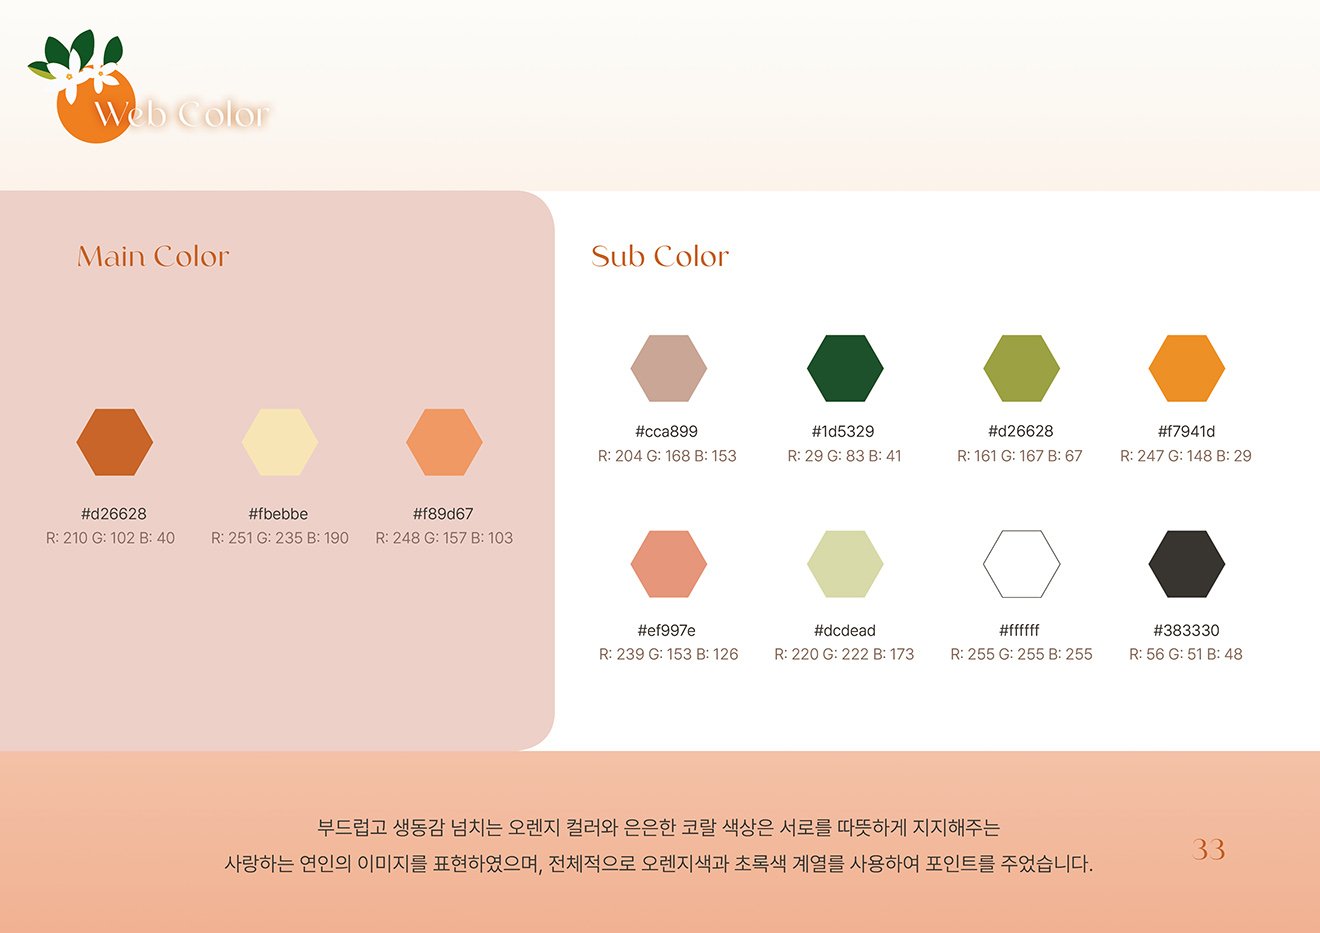 Web Color
Main Color
#d26628
R: 210 G: 102 B: 40
#fbebbe
R: 251 G: 235 B: 190
#f89d67
R: 248 G: 157 B: 103
Sub Color
#cca899
R: 204 G: 168 B: 153
#1d5329
R: 29 G: 83 B: 41
#d26628
R: 161 G: 167 B: 67
#f7941d
R: 247 G: 148 B: 29
#ef997e
R: 239 G: 153 B: 126
#dcdead
R: 220 G: 222 B: 173
#ffffff
R: 255 G: 255 B: 255
#383330
R: 56 G: 51 B: 48
부드럽고 생동감 넘치는 오렌지 컬러와 은은한 코랄 색상은 서로를 따뜻하게 지지해주는
사랑하는 연인의 이미지를 표현하였으며, 전체적으로 오렌지색과 초록색 계열를 사용하여 포인트를 주었습니다.
33